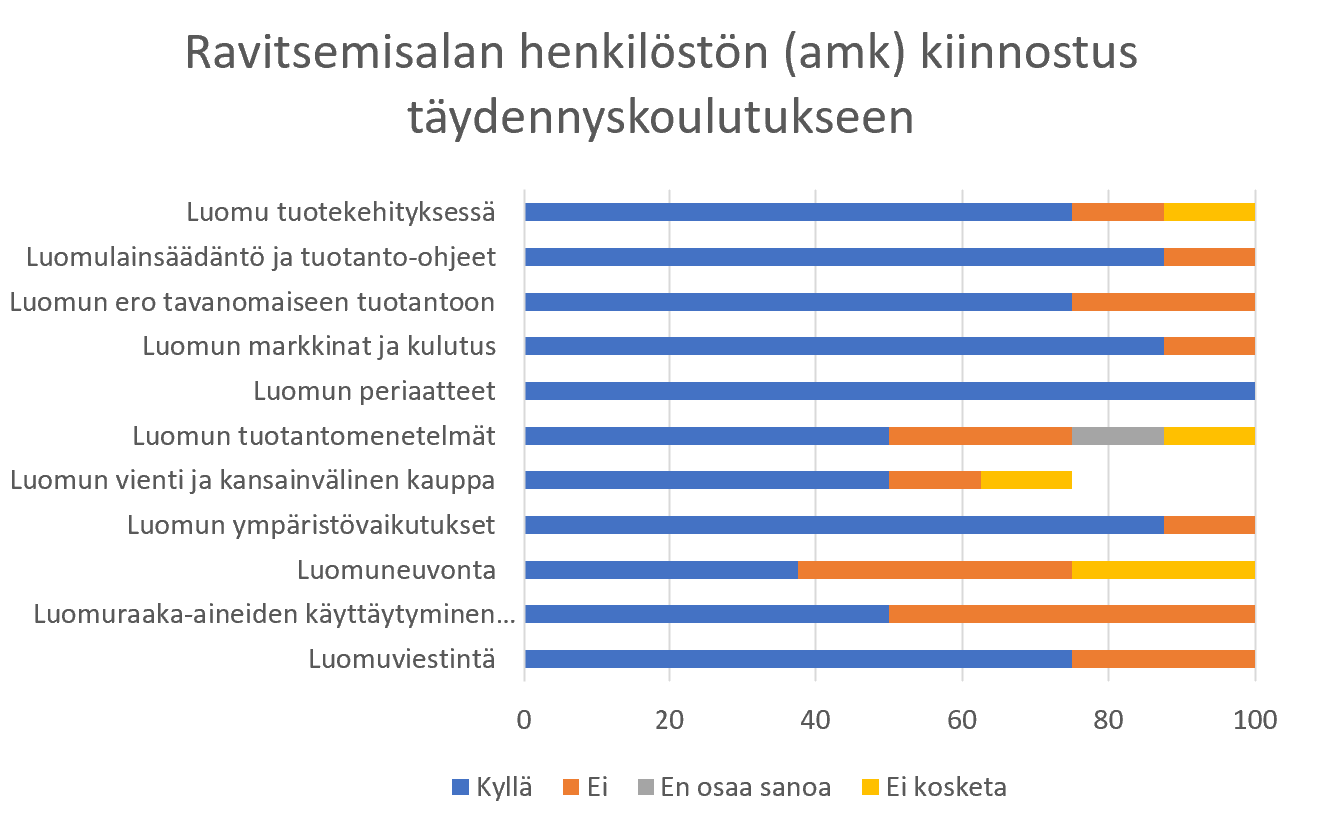 Ravitsemisalan henkilöstön (amk) kiinnostus
täydennyskoulutukseen
Luomu tuotekehityksessä
Luomulainsäädäntö ja tuotanto-ohjeet
Luomun ero tavanomaiseen tuotantoon
Luomun markkinat ja kulutus
Luomun periaatteet
Luomun tuotantomenetelmät
Luomun vienti ja kansainvälinen kauppa
Luomun ympäristövaikutukset
Luomuneuvonta
Luomuraaka-aineiden käyttäytyminen...
Luomuviestintä
0 20 40 60 80 100
Kyllä Ei En osaa sanoa Ei kosketa